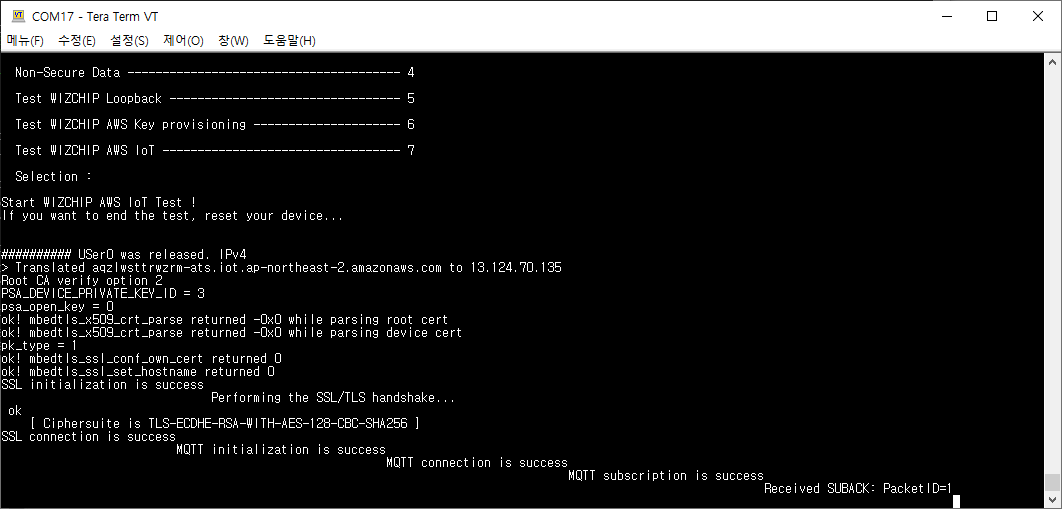 COM17 - Tera Term VT
메뉴(F) 수정(E) 설정(S) 제어(O) 창(W) 도움말(H)
Non-Secure Data --------------------------------------- 4
Test WIZCHIP Loopback --------------------------------- 5
Test WIZCHIP AWS Key provisioning --------------------- 6
Test WIZCHIP AWS IoT ---------------------------------- 7
Selection :
Start WIZCHIP AWS IoT Test !
If you want to end the test, reset your device...
########## USer0 was released. IPv4
> Translated aqzlwsttrwzrm-ats.iot.ap-northeast-2.amazonaws.com to 13.124.70.135
Root CA verify option 2
PSA_DEVICE_PRIVATE_KEY_ID = 3
psa_open_key = 0
ok! mbedtls_x509_crt_parse returned -0x0 while parsing root cert
ok! mbedtls_x509_crt_parse returned -0x0 while parsing device cert
pk_type = 1
ok! mbedtls_ssl_conf_own_cert returned 0
ok! mbedtls_ssl_set_hostname returned 0
SSL initialization is success
Performing the SSL/TLS handshake...
ok
[ Ciphersuite is TLS-ECDHE-RSA-WITH-AES-128-CBC-SHA256 ]
SSL connection is success
MQTT initialization is success
MQTT connection is success
MQTT subscription is success
Received SUBACK: PacketID=1